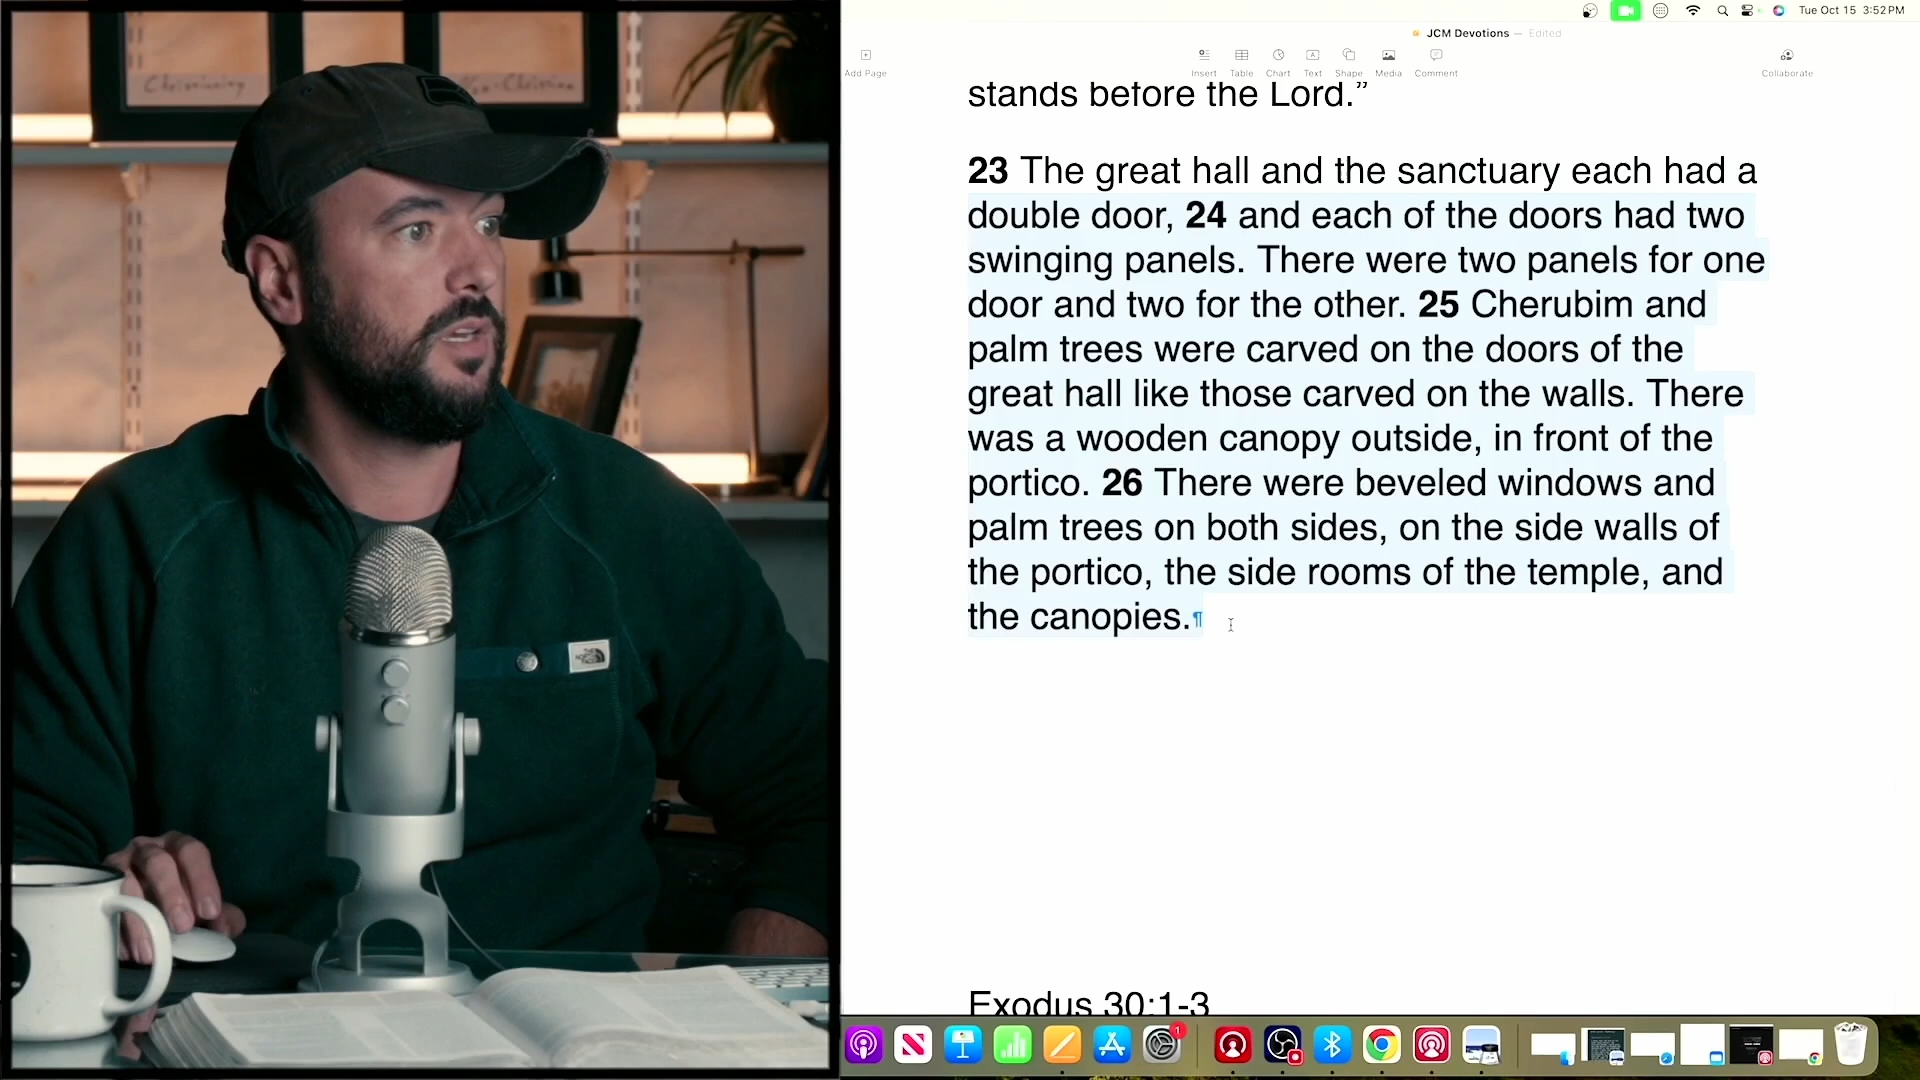 Tue Oct 15 3:52 PM
JCM Devotions — Edited
Add Page
Insert Table Chart Text Shape Media Comment
Collaborate
stands before the Lord.”
23 The great hall and the sanctuary each had a
double door, 24 and each of the doors had two
swinging panels. There were two panels for one
door and two for the other. 25 Cherubim and
palm trees were carved on the doors of the
great hall like those carved on the walls. There
was a wooden canopy outside, in front of the
portico. 26 There were beveled windows and
palm trees on both sides, on the side walls of
the portico, the side rooms of the temple, and
the canopies.¶
Exodus 30:1-3
1
THE NORTH FACE